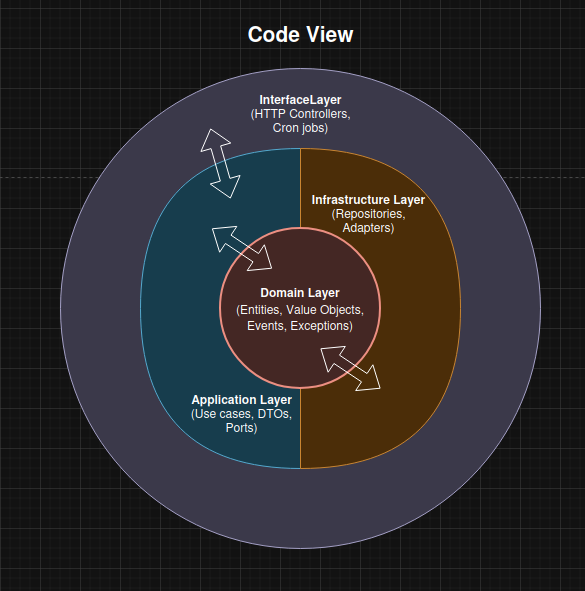 Code View
InterfaceLayer
(HTTP Controllers,
Cron jobs)
Infrastructure Layer
(Repositories,
Adapters)
Domain Layer
(Entities, Value Objects,
Events, Exceptions)
Application Layer
(Use cases, DTOs,
Ports)